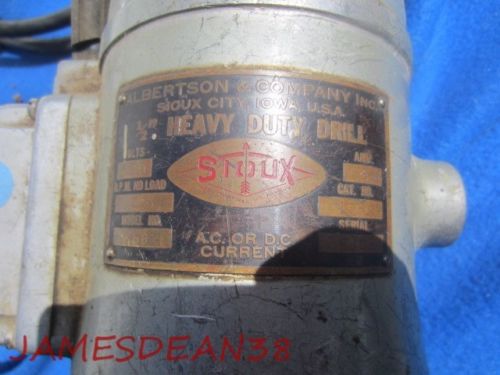 ALBERTSON & COMPANY INC.
SIOUX CITY, IOWA, U.S.A.
1/2" HEAVY DUTY DRILL
VOLTS
AMP.
SIOUX
R.P.M. NO LOAD
CAT. NO.
MODEL NO.
SERIAL
A.C. OR D.C.
CURRENT
JAMESDEAN38